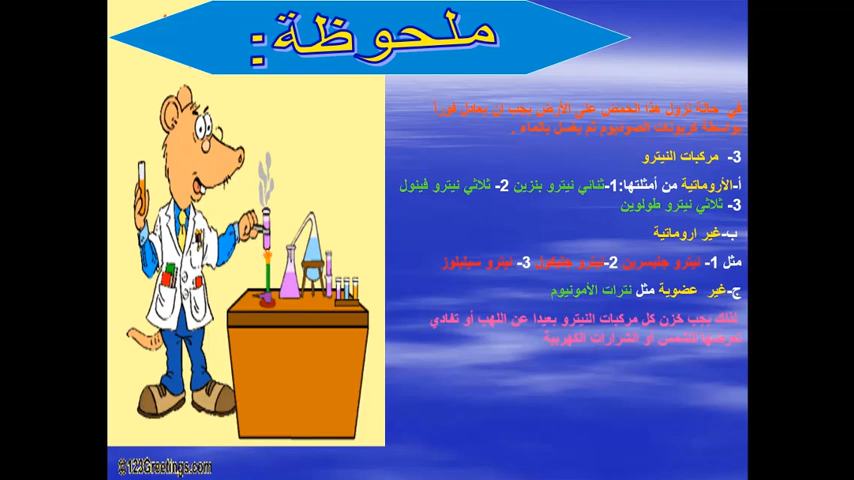 ملحوظة:
في حالة نزول هذا الحمض على الأرض يجب ان يعادل فوراً
بواسطة كربونات الصوديوم ثم يغسل بالماء .
3- مركبات النيترو
أ-الأروماتية من أمثلتها:1-ثنائي نيترو بنزين 2- ثلاثي نيترو فينول
3- ثلاثي نيترو طولوين
ب-غير اروماتية
مثل 1- نيترو جليسرين 2-نيترو جليكول 3- نيترو سيليلوز
ج-غير عضوية مثل نترات الأمونيوم
لذلك يجب خزن كل مركبات النيترو بعيدا عن اللهب أو تفادي
تعرضها للشمس أو الشرارات الكهربية
©123Greetings.com